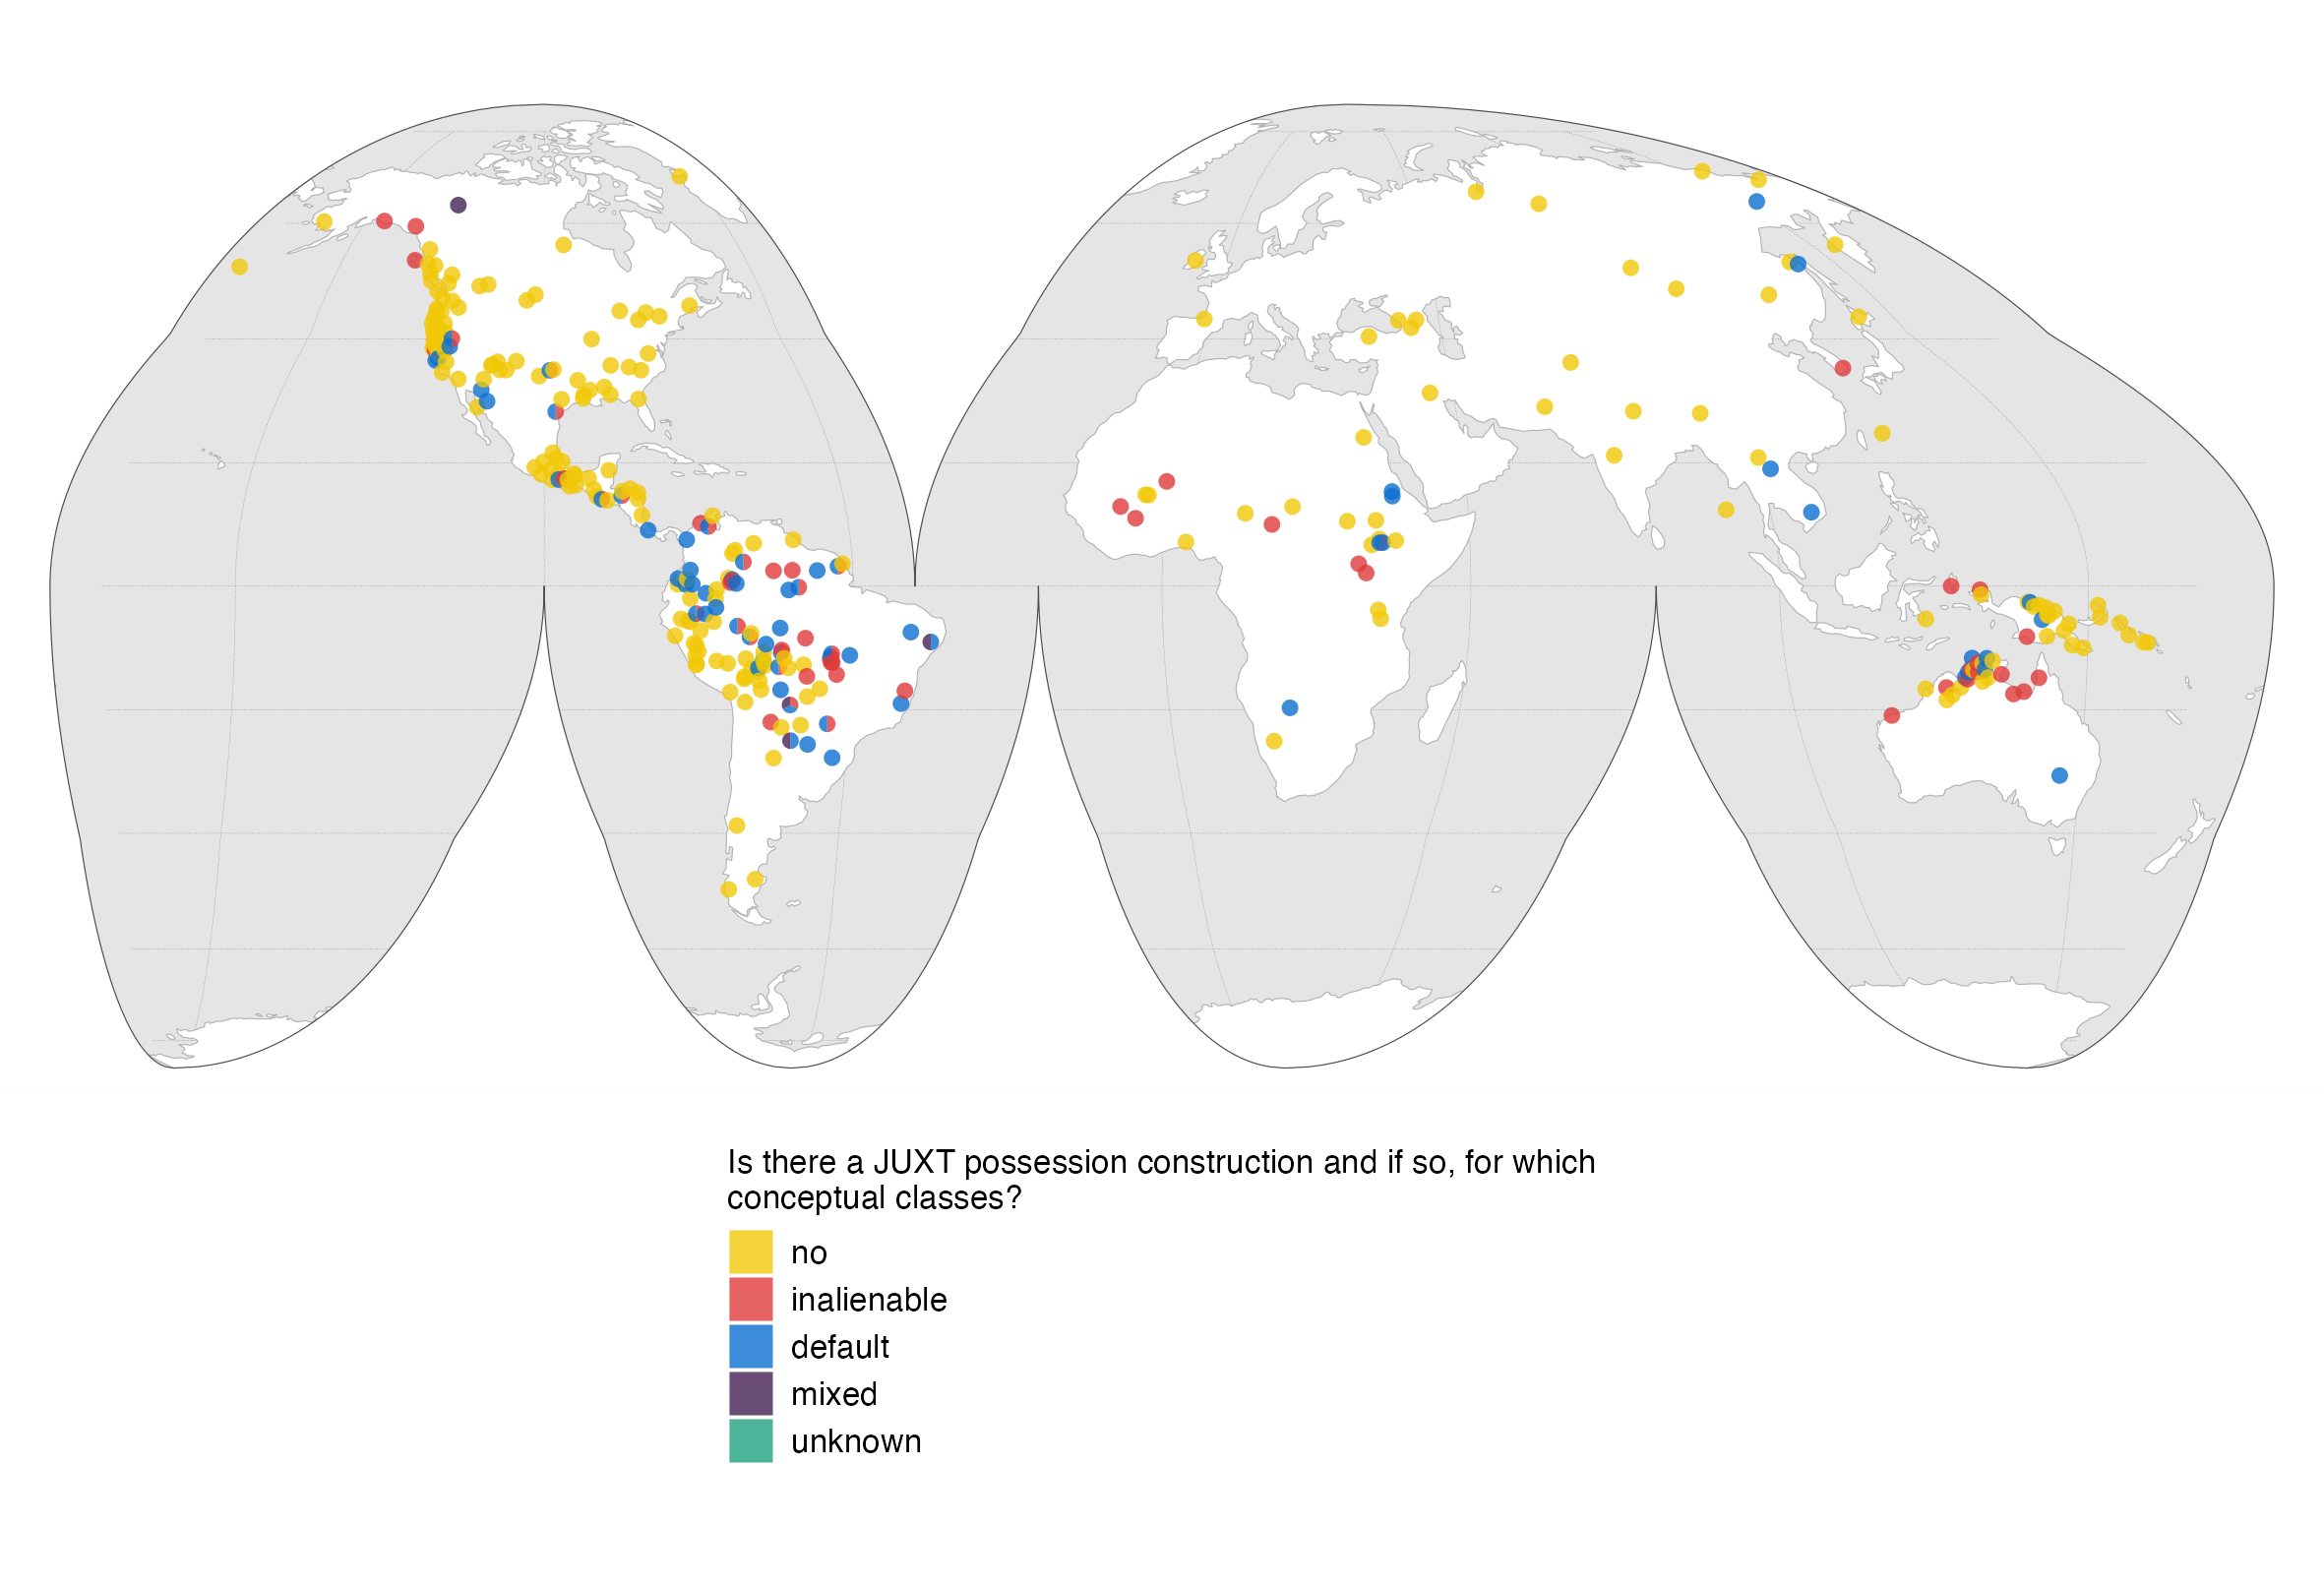 Is there a JUXT possession construction and if so, for which
conceptual classes?
no
inalienable
default
mixed
unknown